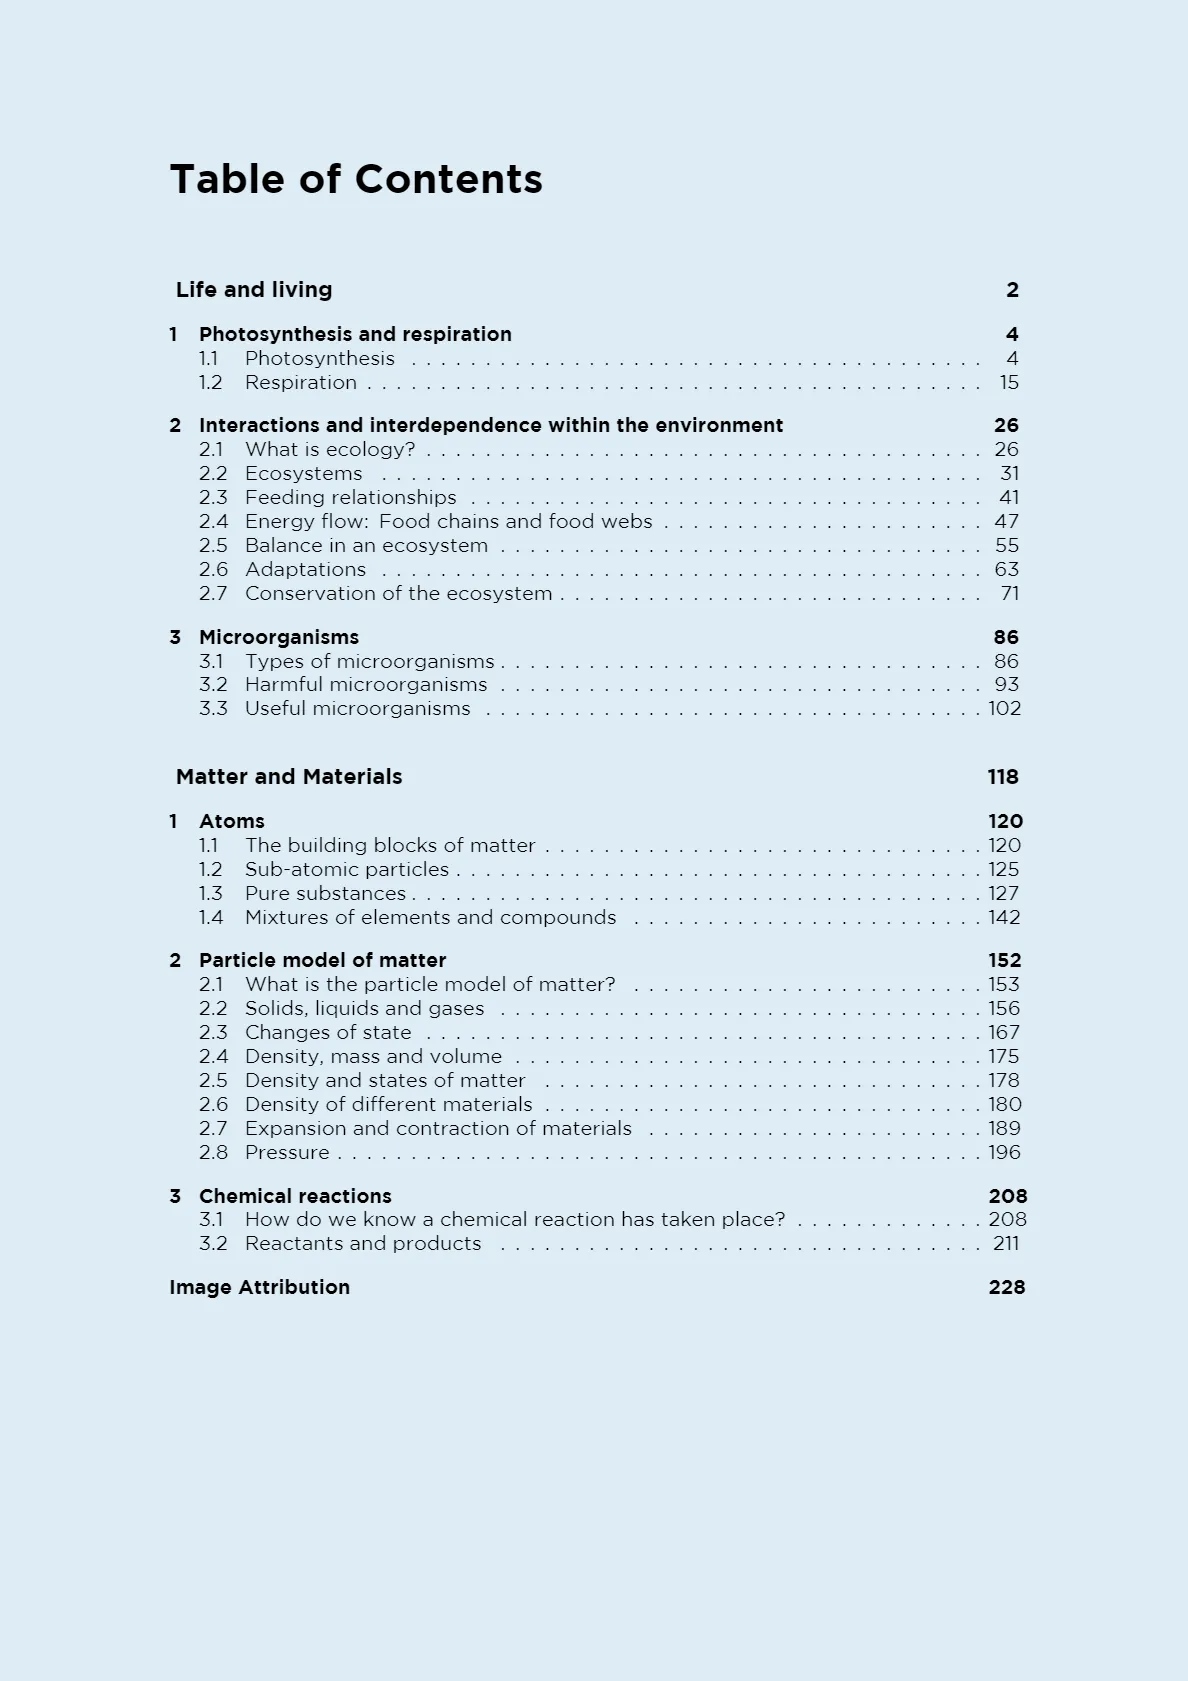 Table of Contents
Life and living 2
1 Photosynthesis and respiration 4
1.1 Photosynthesis . . . . . . . . . . . . . . . . . . . . . . . . . . . . . . . . . . . . . . . 4
1.2 Respiration . . . . . . . . . . . . . . . . . . . . . . . . . . . . . . . . . . . . . . . . . . 15
2 Interactions and interdependence within the environment 26
2.1 What is ecology? . . . . . . . . . . . . . . . . . . . . . . . . . . . . . . . . . . . . . . 26
2.2 Ecosystems . . . . . . . . . . . . . . . . . . . . . . . . . . . . . . . . . . . . . . . . . 31
2.3 Feeding relationships . . . . . . . . . . . . . . . . . . . . . . . . . . . . . . . . . . . 41
2.4 Energy flow: Food chains and food webs . . . . . . . . . . . . . . . . . . . . . . 47
2.5 Balance in an ecosystem . . . . . . . . . . . . . . . . . . . . . . . . . . . . . . . . . 55
2.6 Adaptations . . . . . . . . . . . . . . . . . . . . . . . . . . . . . . . . . . . . . . . . . 63
2.7 Conservation of the ecosystem . . . . . . . . . . . . . . . . . . . . . . . . . . . . . 71
3 Microorganisms 86
3.1 Types of microorganisms . . . . . . . . . . . . . . . . . . . . . . . . . . . . . . . . . 86
3.2 Harmful microorganisms . . . . . . . . . . . . . . . . . . . . . . . . . . . . . . . . . 93
3.3 Useful microorganisms . . . . . . . . . . . . . . . . . . . . . . . . . . . . . . . . . . 102
Matter and Materials 118
1 Atoms 120
1.1 The building blocks of matter . . . . . . . . . . . . . . . . . . . . . . . . . . . . . . 120
1.2 Sub-atomic particles . . . . . . . . . . . . . . . . . . . . . . . . . . . . . . . . . . . . 125
1.3 Pure substances . . . . . . . . . . . . . . . . . . . . . . . . . . . . . . . . . . . . . . . 127
1.4 Mixtures of elements and compounds . . . . . . . . . . . . . . . . . . . . . . . . 142
2 Particle model of matter 152
2.1 What is the particle model of matter? . . . . . . . . . . . . . . . . . . . . . . . . 153
2.2 Solids, liquids and gases . . . . . . . . . . . . . . . . . . . . . . . . . . . . . . . . . 156
2.3 Changes of state . . . . . . . . . . . . . . . . . . . . . . . . . . . . . . . . . . . . . . 167
2.4 Density, mass and volume . . . . . . . . . . . . . . . . . . . . . . . . . . . . . . . . 175
2.5 Density and states of matter . . . . . . . . . . . . . . . . . . . . . . . . . . . . . . 178
2.6 Density of different materials . . . . . . . . . . . . . . . . . . . . . . . . . . . . . . 180
2.7 Expansion and contraction of materials . . . . . . . . . . . . . . . . . . . . . . . 189
2.8 Pressure . . . . . . . . . . . . . . . . . . . . . . . . . . . . . . . . . . . . . . . . . . . . 196
3 Chemical reactions 208
3.1 How do we know a chemical reaction has taken place? . . . . . . . . . . . . . 208
3.2 Reactants and products . . . . . . . . . . . . . . . . . . . . . . . . . . . . . . . . . 211
Image Attribution 228